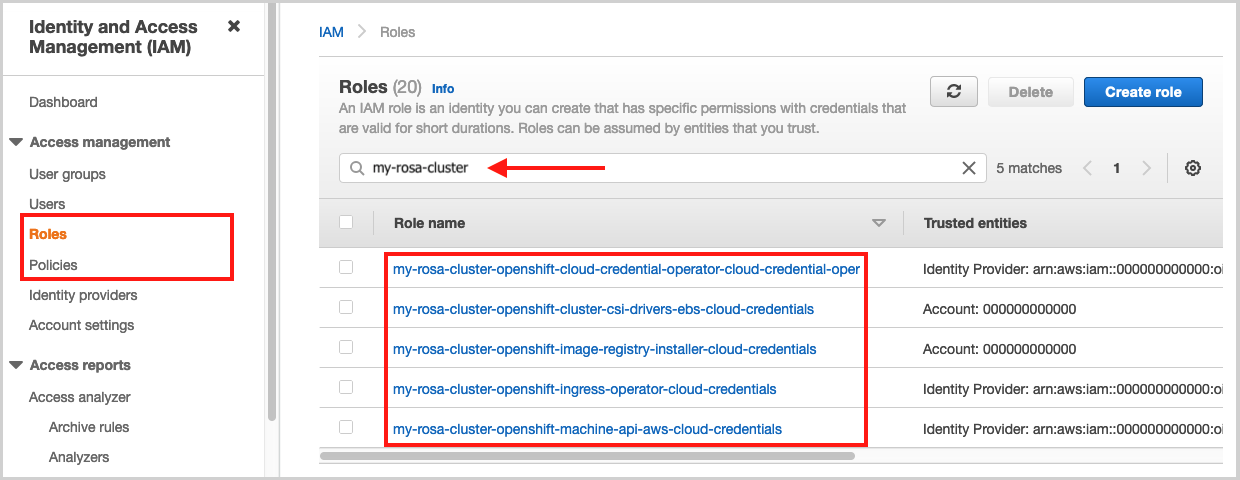 Identity and Access
Management (IAM)
Dashboard
Access management
User groups
Users
Roles
Policies
Identity providers
Account settings
Access reports
Access analyzer
Archive rules
Analyzers
IAM > Roles
Roles (20) Info
An IAM role is an identity you can create that has specific permissions with credentials that
are valid for short durations. Roles can be assumed by entities that you trust.
Delete
Create role
my-rosa-cluster
5 matches
1
Role name Trusted entities
my-rosa-cluster-openshift-cloud-credential-operator-cloud-credential-oper Identity Provider: arn:aws:iam::000000000000:oi
my-rosa-cluster-openshift-cluster-csi-drivers-ebs-cloud-credentials Account: 000000000000
my-rosa-cluster-openshift-image-registry-installer-cloud-credentials Account: 000000000000
my-rosa-cluster-openshift-ingress-operator-cloud-credentials Identity Provider: arn:aws:iam::000000000000:oi
my-rosa-cluster-openshift-machine-api-aws-cloud-credentials Identity Provider: arn:aws:iam::000000000000:oi